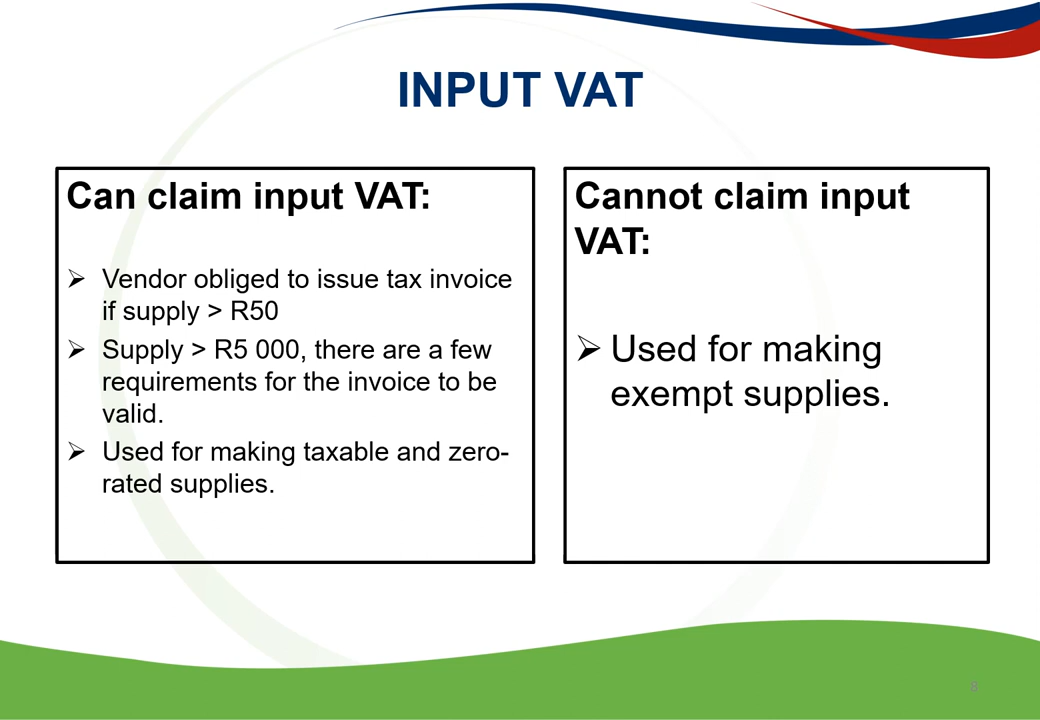 INPUT VAT
Can claim input VAT:
➢ Vendor obliged to issue tax invoice
if supply > R50
➢ Supply > R5 000, there are a few
requirements for the invoice to be
valid.
➢ Used for making taxable and zero-
rated supplies.
Cannot claim input
VAT:
➢ Used for making
exempt supplies.